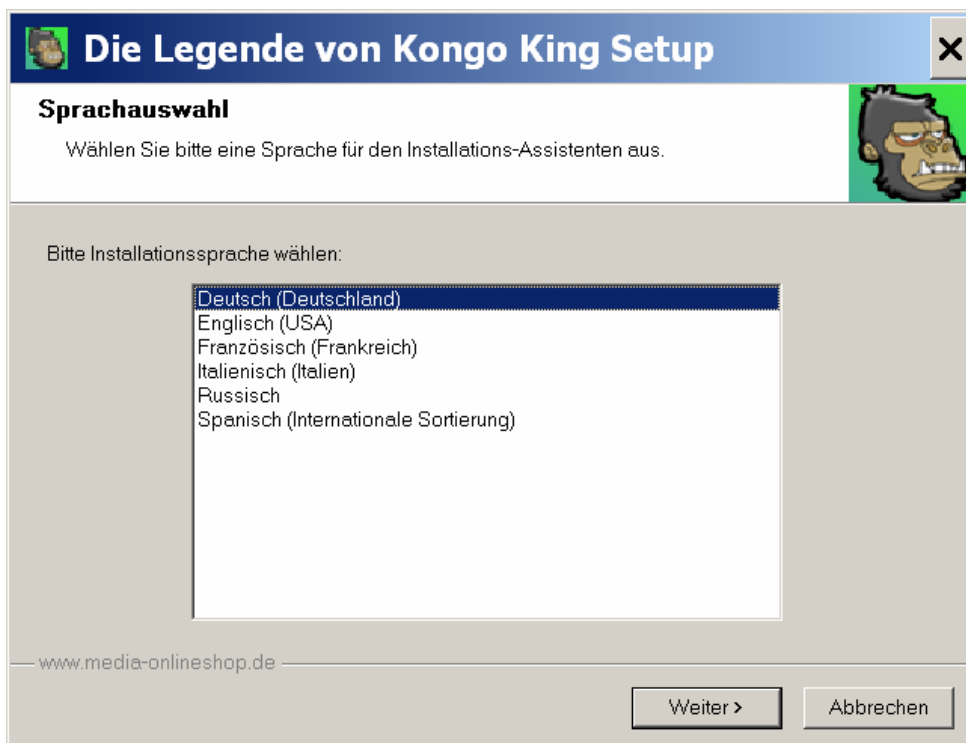 Die Legende von Kongo King Setup
Sprachauswahl
Wählen Sie bitte eine Sprache für den Installations-Assistenten aus.
Bitte Installationssprache wählen:
Deutsch (Deutschland)
Englisch (USA)
Französisch (Frankreich)
Italienisch (Italien)
Russisch
Spanisch (Internationale Sortierung)
www.media-onlineshop.de
Weiter >
Abbrechen